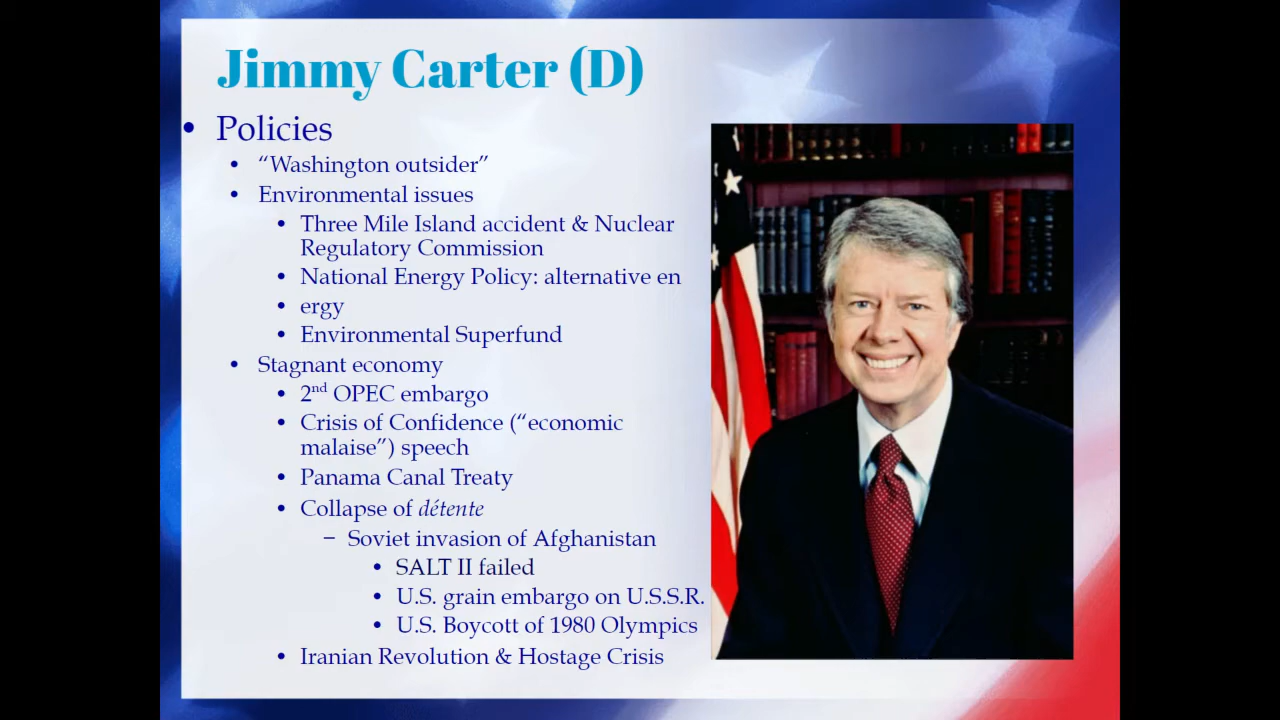 Jimmy Carter (D)
• Policies
• “Washington outsider”
• Environmental issues
• Three Mile Island accident & Nuclear
Regulatory Commission
• National Energy Policy: alternative en
• ergy
• Environmental Superfund
• Stagnant economy
• 2nd OPEC embargo
• Crisis of Confidence (“economic
malaise”) speech
• Panama Canal Treaty
• Collapse of détente
– Soviet invasion of Afghanistan
• SALT II failed
• U.S. grain embargo on U.S.S.R.
• U.S. Boycott of 1980 Olympics
• Iranian Revolution & Hostage Crisis